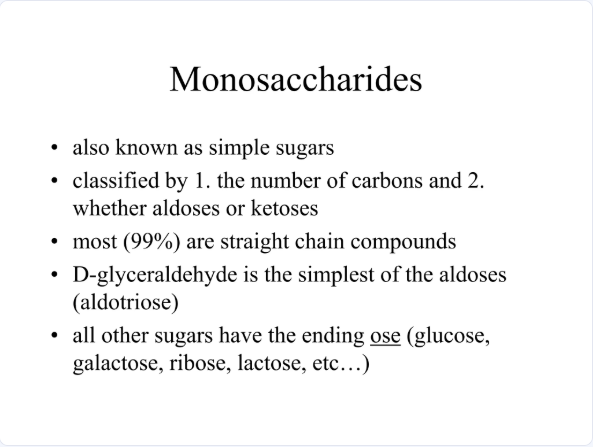 Monosaccharides
• also known as simple sugars
• classified by 1. the number of carbons and 2.
whether aldoses or ketoses
• most (99%) are straight chain compounds
• D-glyceraldehyde is the simplest of the aldoses
(aldotriose)
• all other sugars have the ending ose (glucose,
galactose, ribose, lactose, etc…)